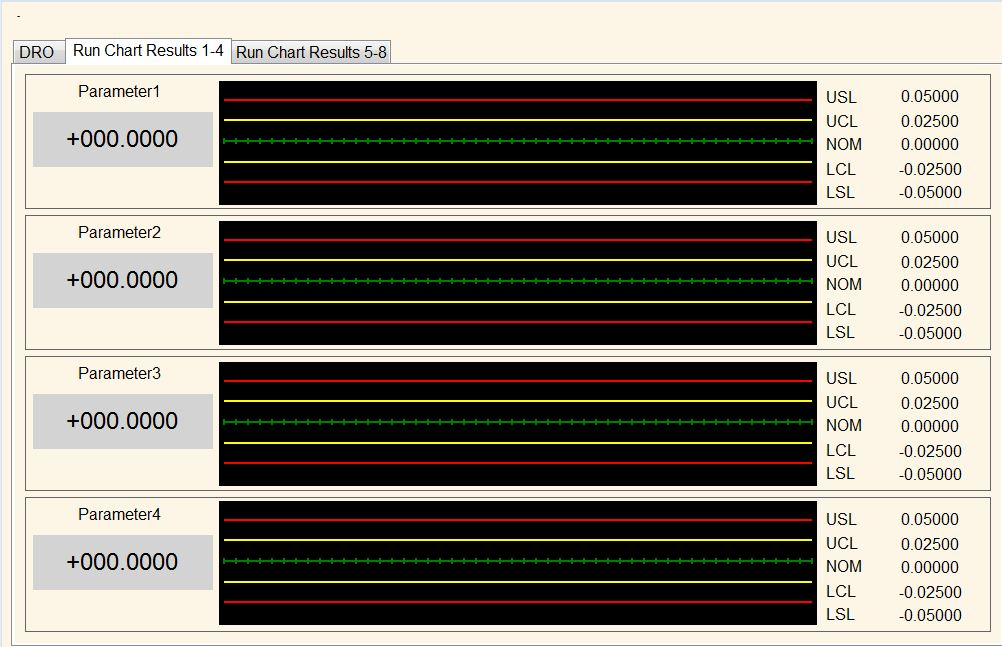 -
DRO Run Chart Results 1-4 Run Chart Results 5-8
Parameter1
+000.0000
USL 0.05000
UCL 0.02500
NOM 0.00000
LCL -0.02500
LSL -0.05000
Parameter2
+000.0000
USL 0.05000
UCL 0.02500
NOM 0.00000
LCL -0.02500
LSL -0.05000
Parameter3
+000.0000
USL 0.05000
UCL 0.02500
NOM 0.00000
LCL -0.02500
LSL -0.05000
Parameter4
+000.0000
USL 0.05000
UCL 0.02500
NOM 0.00000
LCL -0.02500
LSL -0.05000